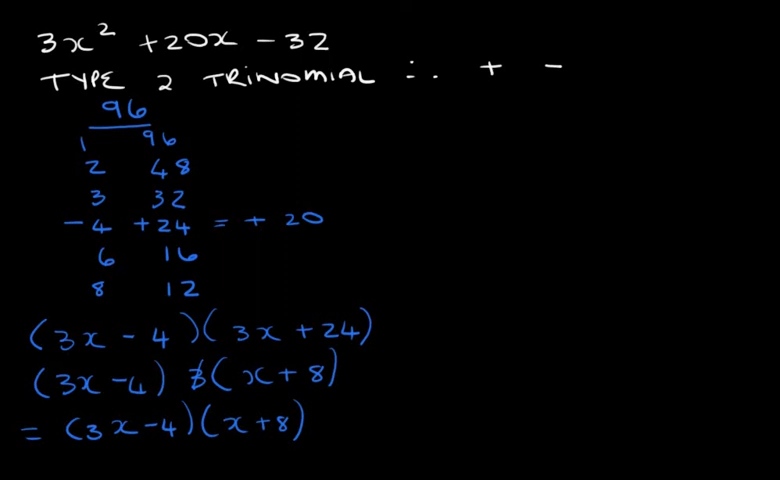 3x² +20x -32
TYPE 2 TRINOMIAL ∴ + -
96
1 96
2 48
3 32
-4 +24 = + 20
6 16
8 12
(3x - 4)(3x + 24)
(3x -4) 3(x + 8)
= (3x -4)(x +8)